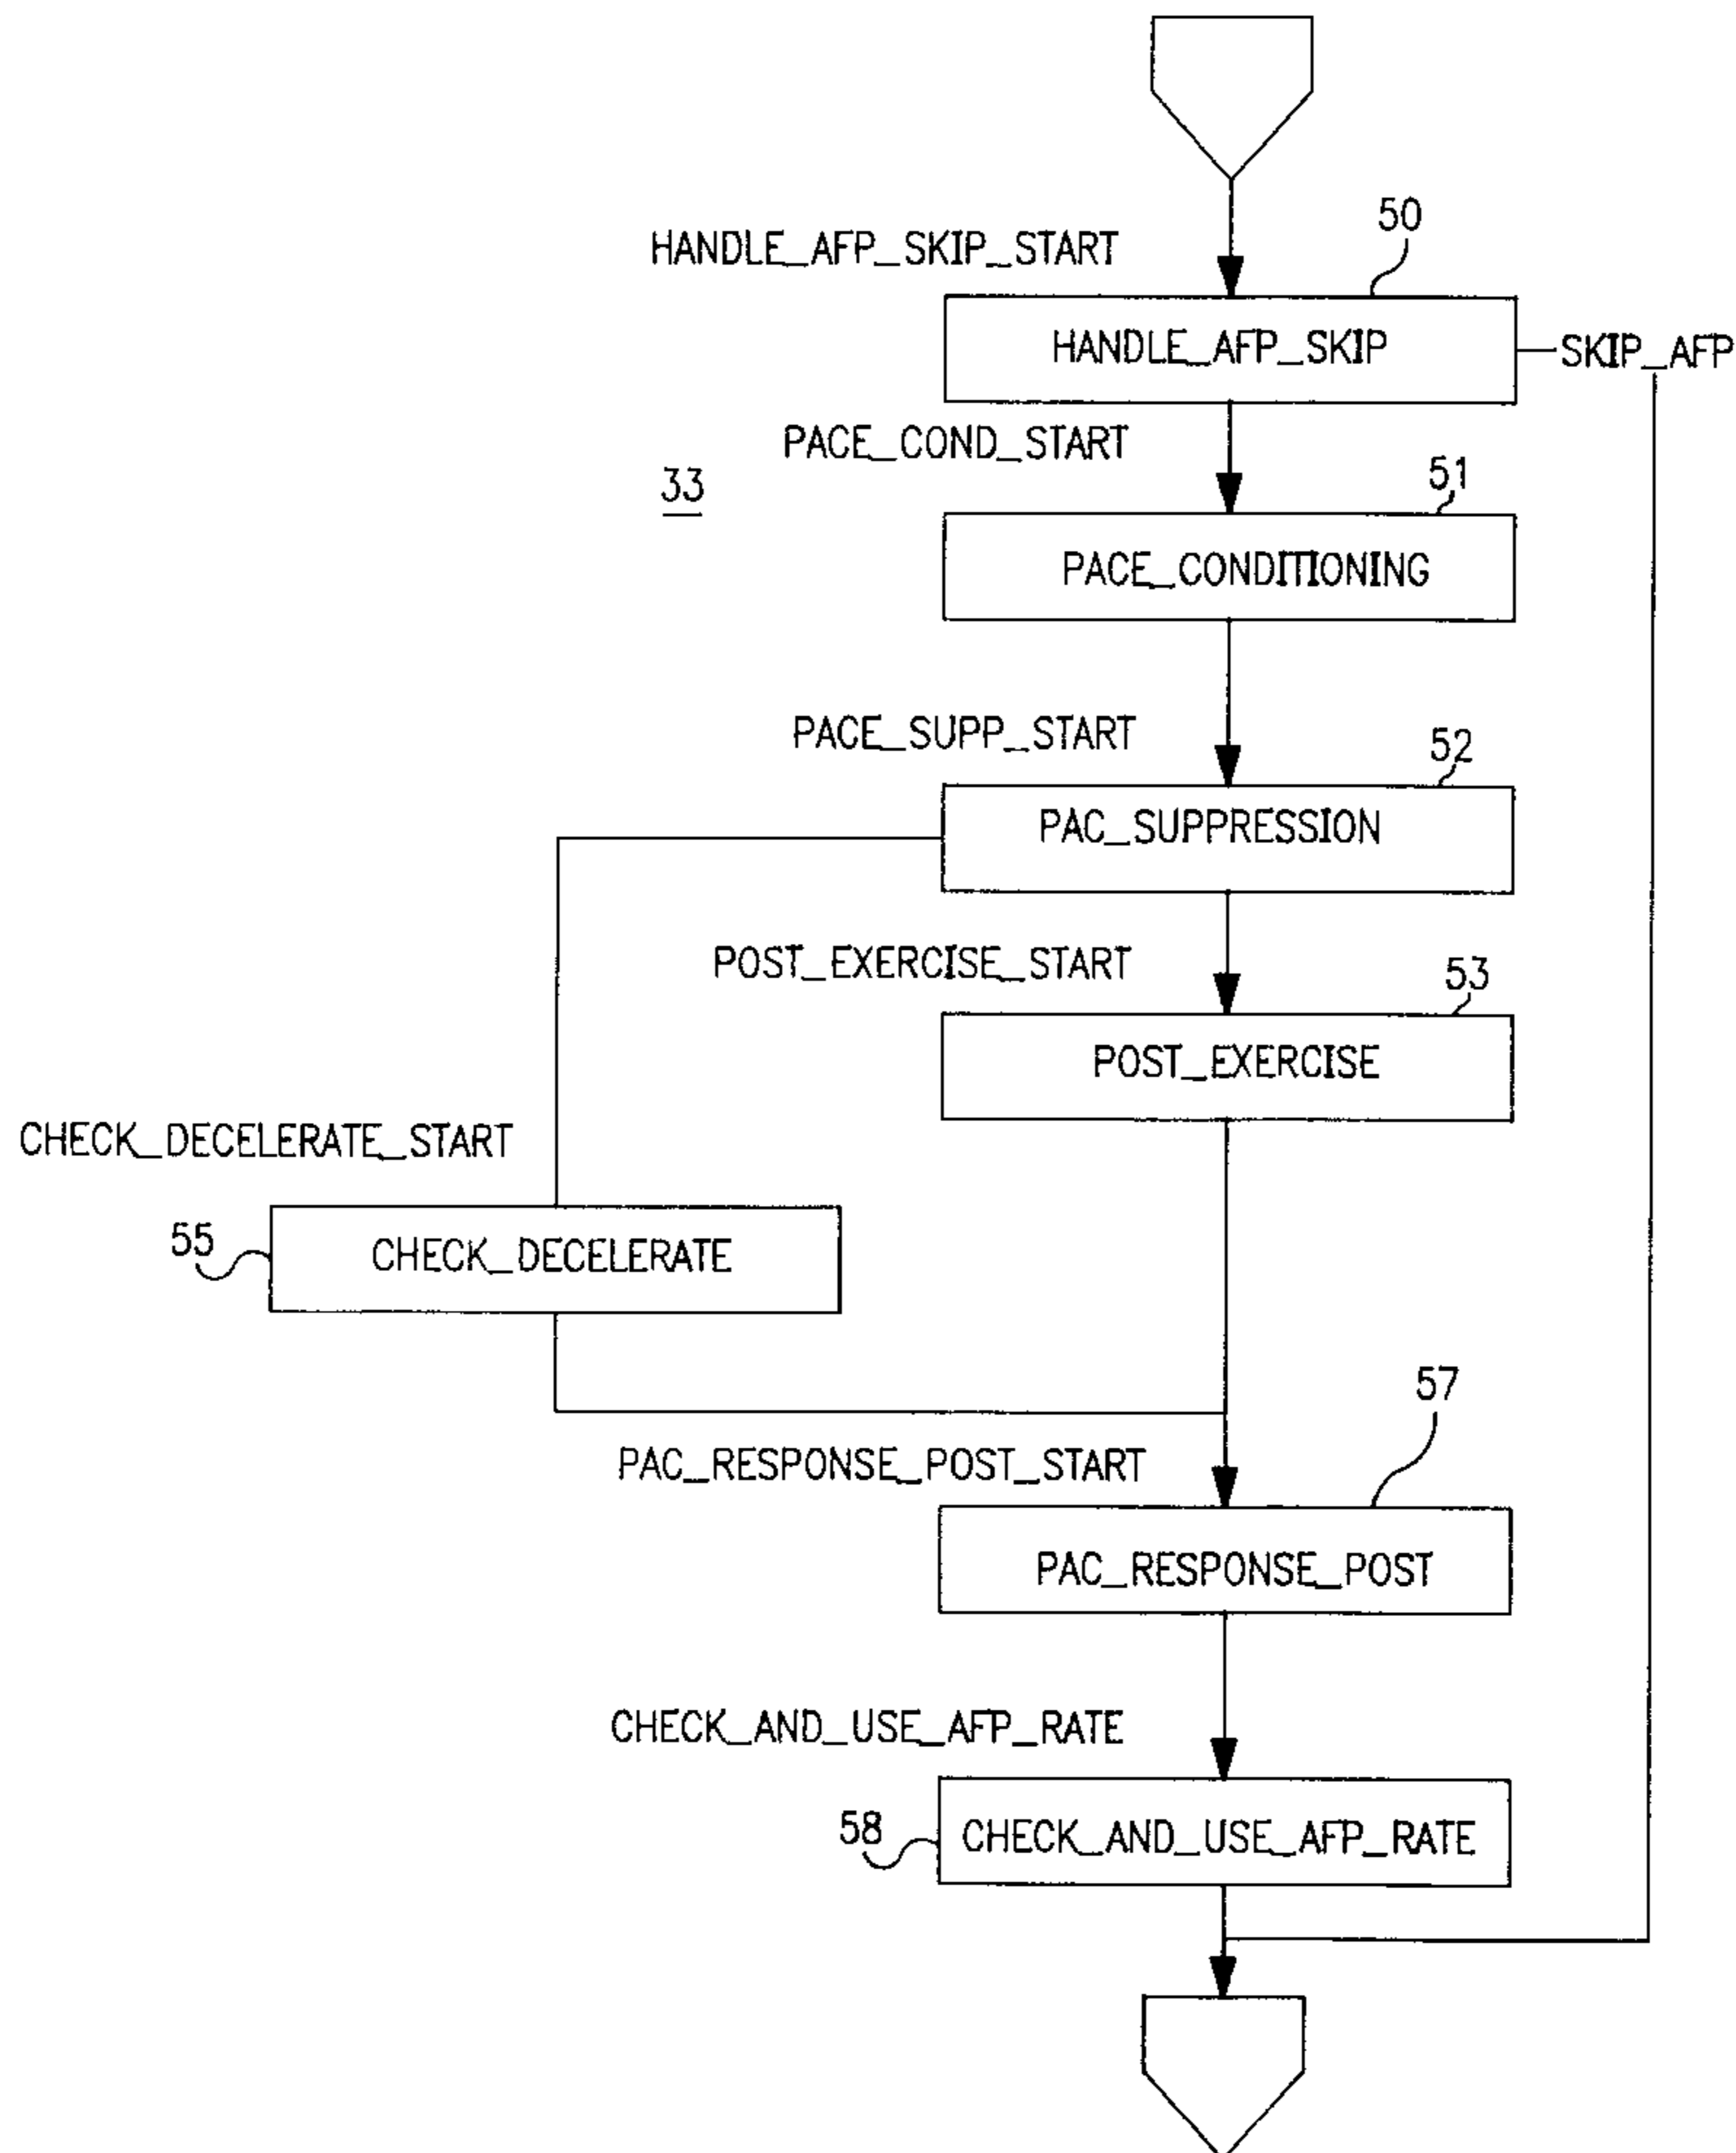 50
HANDLE_AFP_SKIP_START
HANDLE_AFP_SKIP
SKIP_AFP
PACE_COND_START
33
51
PACE_CONDITIONING
PACE_SUPP_START
52
PAC_SUPPRESSION
POST_EXERCISE_START
53
POST_EXERCISE
CHECK_DECELERATE_START
55
CHECK_DECELERATE
57
PAC_RESPONSE_POST_START
PAC_RESPONSE_POST
CHECK_AND_USE_AFP_RATE
58
CHECK_AND_USE_AFP_RATE